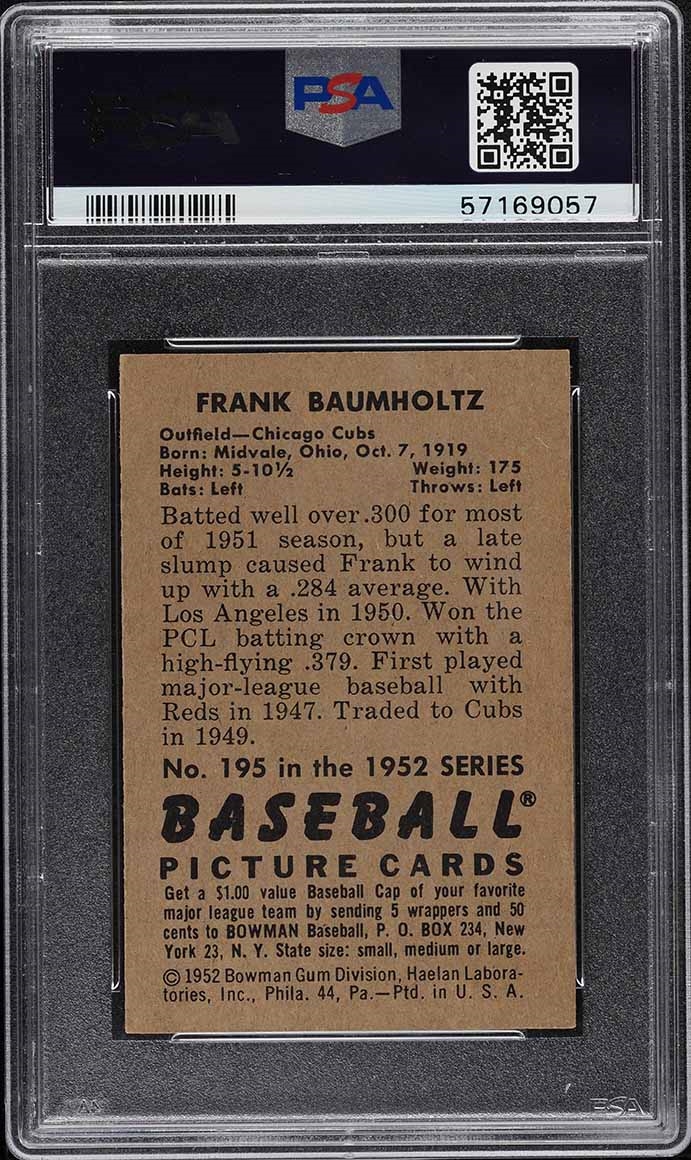 PSA
PSA
57169057
FRANK BAUMHOLTZ
Outfield—Chicago Cubs
Born: Midvale, Ohio, Oct. 7, 1919
Height: 5-10½ Weight: 175
Bats: Left Throws: Left
Batted well over .300 for most
of 1951 season, but a late
slump caused Frank to wind
up with a .284 average. With
Los Angeles in 1950. Won the
PCL batting crown with a
high-flying .379. First played
major-league baseball with
Reds in 1947. Traded to Cubs
in 1949.
No. 195 in the 1952 SERIES
BASEBALL®
PICTURE CARDS
Get a $1.00 value Baseball Cap of your favorite
major league team by sending 5 wrappers and 50
cents to BOWMAN Baseball, P. O. BOX 234, New
York 23, N. Y. State size: small, medium or large.
© 1952 Bowman Gum Division, Haelan Labora-
tories, Inc., Phila. 44, Pa.—Ptd. in U. S. A.
PSA